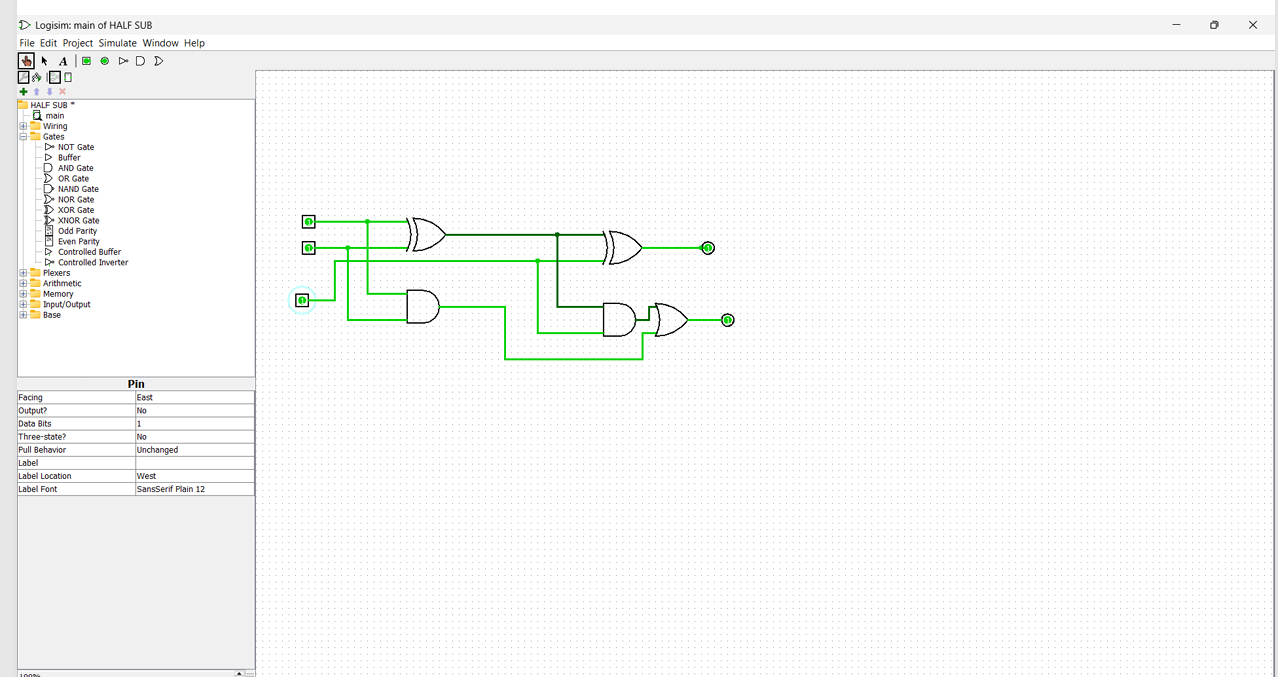 Logisim: main of HALF SUB
File Edit Project Simulate Window Help
A
HALF SUB *
main
Wiring
Gates
NOT Gate
Buffer
AND Gate
OR Gate
NAND Gate
NOR Gate
XOR Gate
XNOR Gate
Odd Parity
Even Parity
Controlled Buffer
Controlled Inverter
Plexers
Arithmetic
Memory
Input/Output
Base
1
1
1
1
1
Pin
Facing East
Output? No
Data Bits 1
Three-state? No
Pull Behavior Unchanged
Label
Label Location West
Label Font SansSerif Plain 12
100%